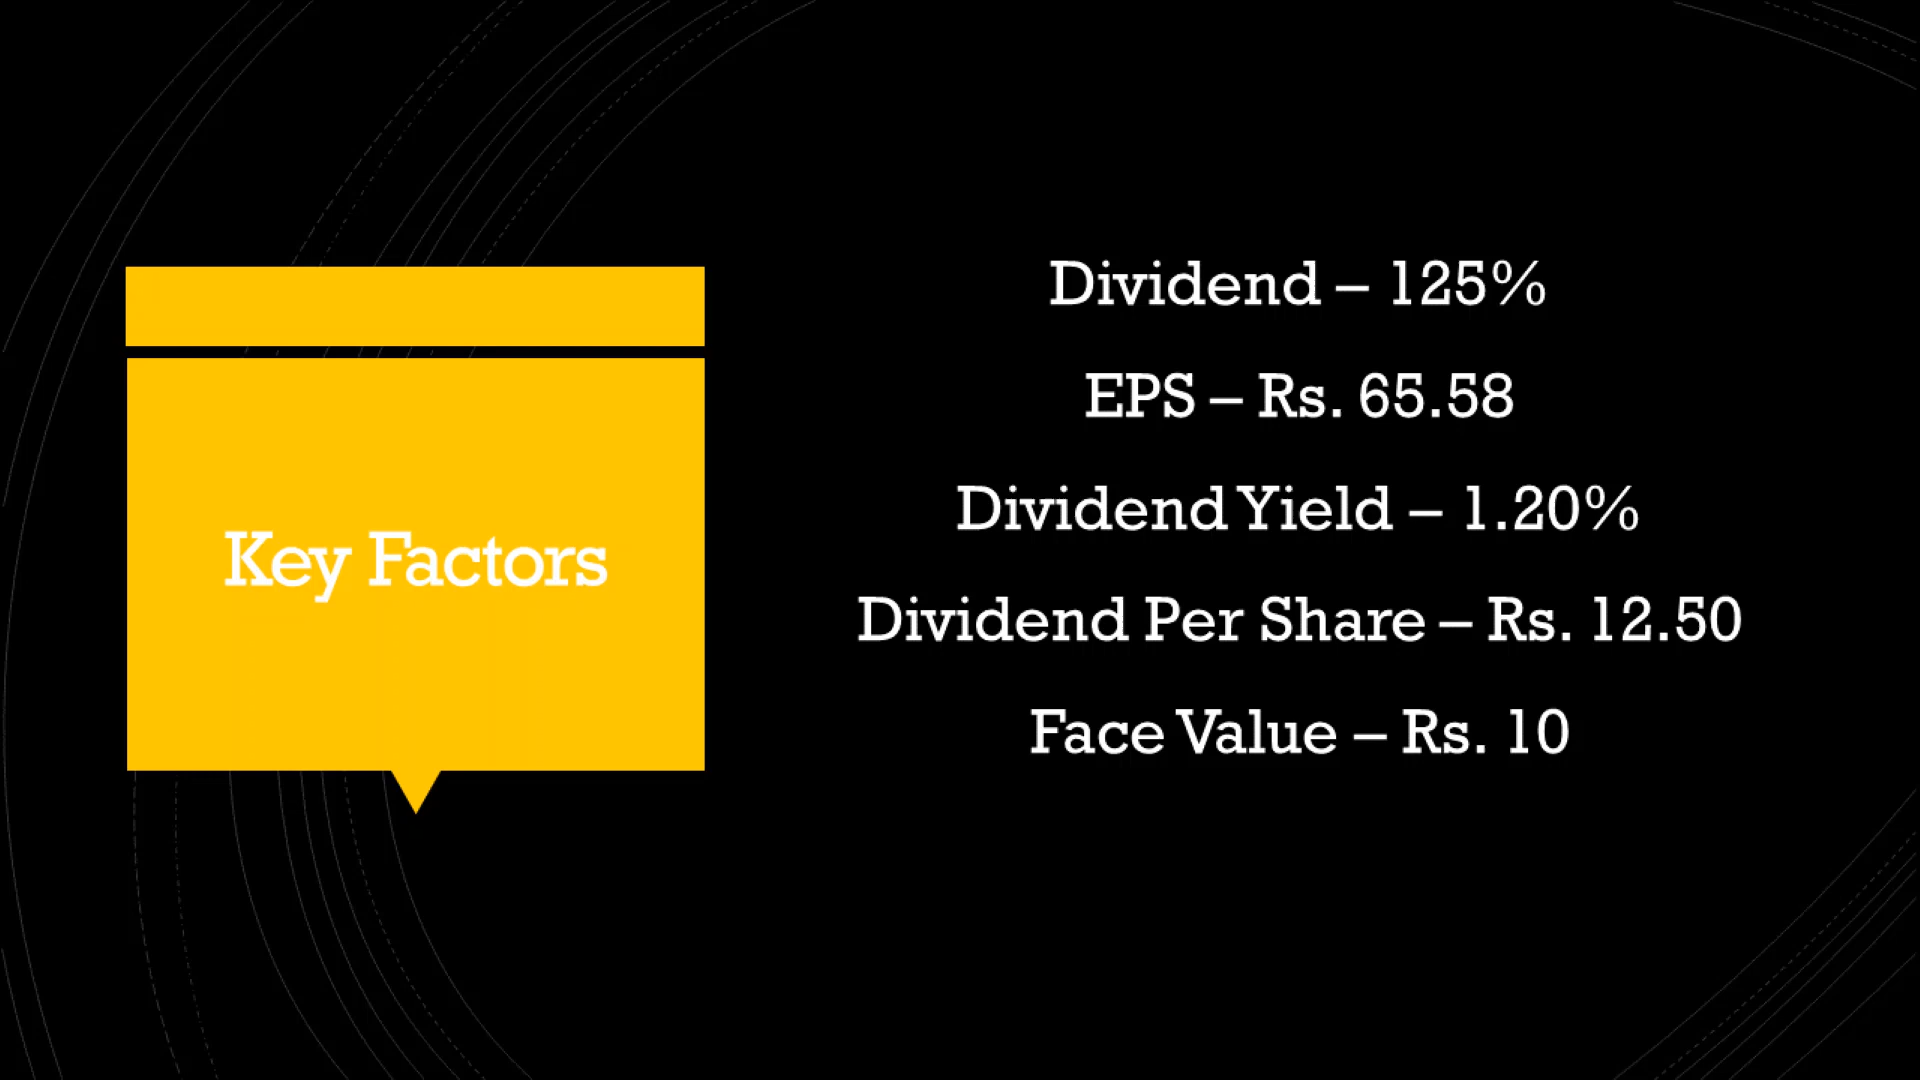 Key Factors
Dividend – 125%
EPS – Rs. 65.58
Dividend Yield – 1.20%
Dividend Per Share – Rs. 12.50
Face Value – Rs. 10